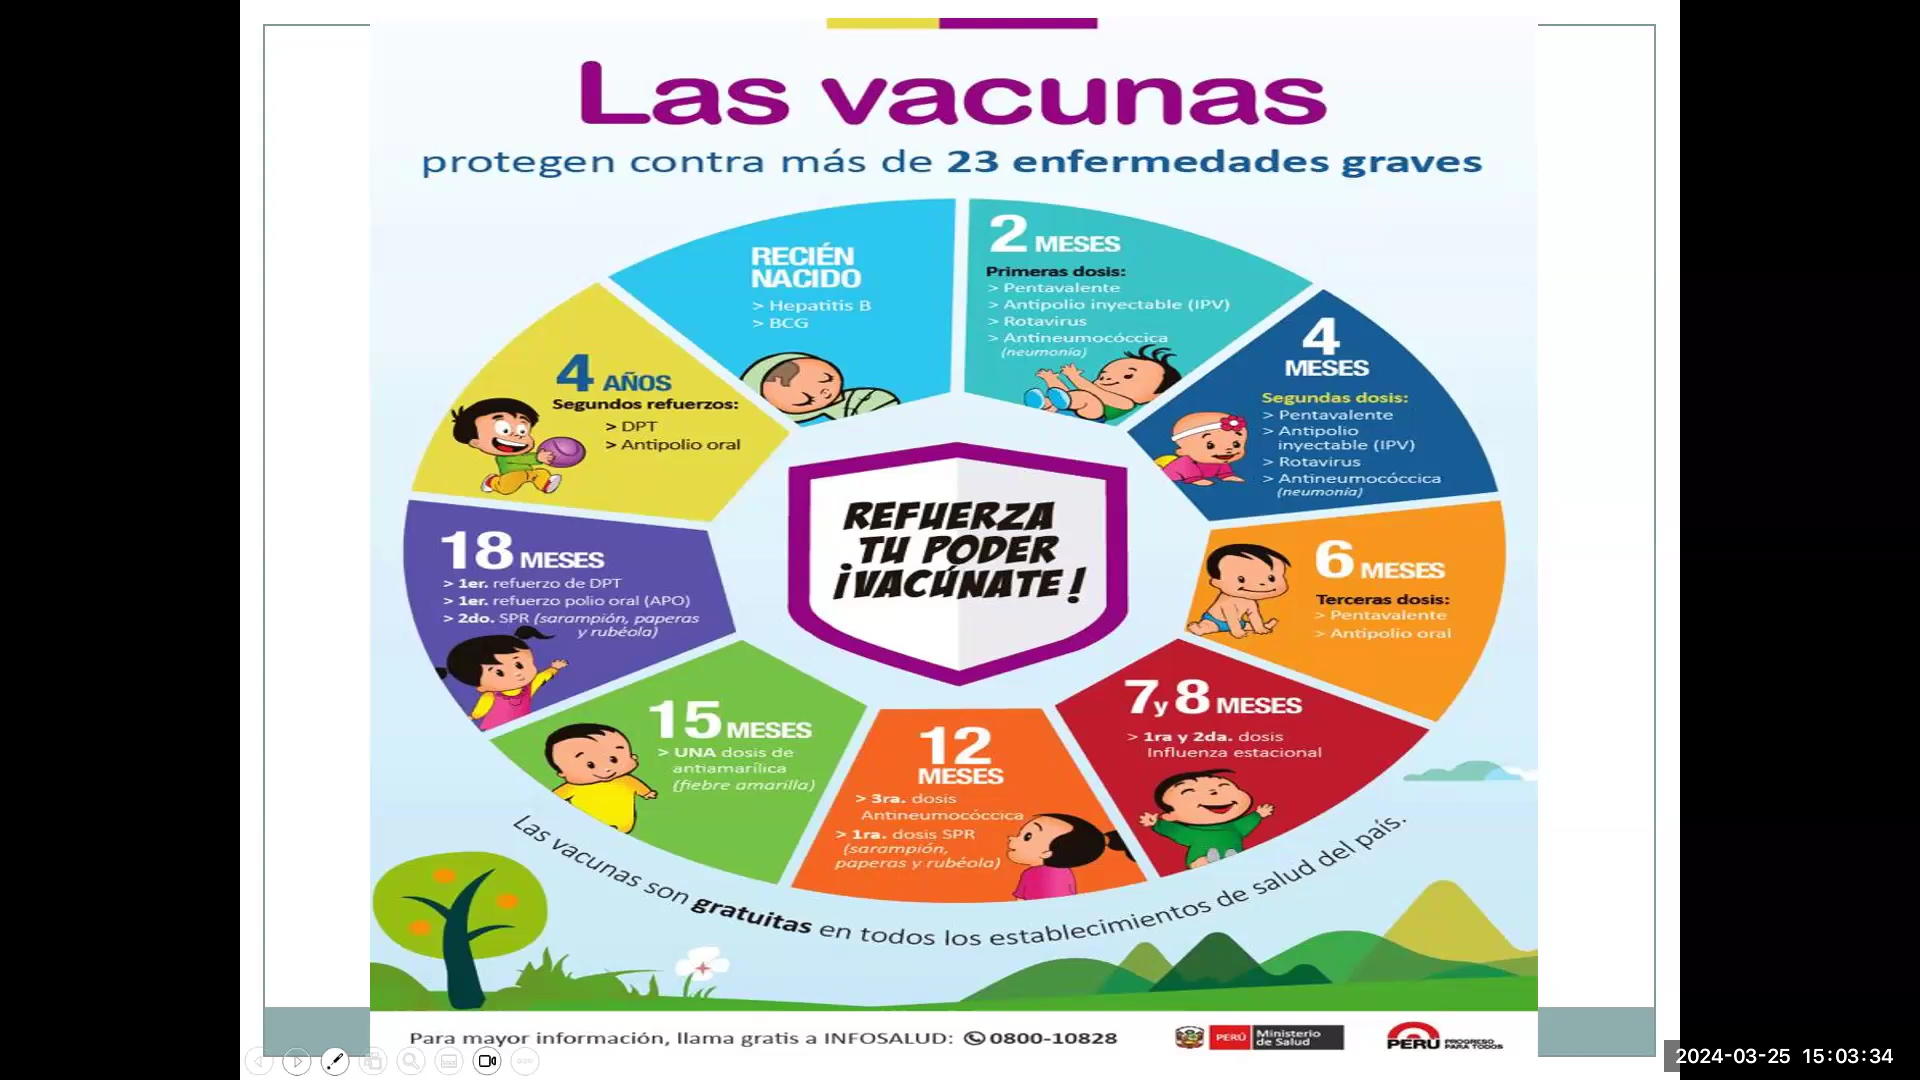 Las vacunas
protegen contra más de 23 enfermedades graves
RECIÉN
NACIDO
> Hepatitis B
> BCG
2 MESES
Primeras dosis:
> Pentavalente
> Antipolio inyectable (IPV)
> Rotavirus
> Antineumocóccica
(neumonía)
4
MESES
Segundas dosis:
> Pentavalente
> Antipolio
inyectable (IPV)
> Rotavirus
> Antineumocóccica
(neumonía)
6 MESES
Terceras dosis:
> Pentavalente
> Antipolio oral
7y 8 MESES
> 1ra y 2da. dosis
Influenza estacional
12
MESES
> 3ra. dosis
Antineumocóccica
> 1ra. dosis SPR
(sarampión,
paperas y rubéola)
15 MESES
> UNA dosis de
antiamarílica
(fiebre amarilla)
18 MESES
> 1er. refuerzo de DPT
> 1er. refuerzo polio oral (APO)
> 2do. SPR (sarampión, paperas
y rubéola)
4 AÑOS
Segundos refuerzos:
> DPT
> Antipolio oral
REFUERZA
TU PODER
¡VACÚNATE!
Las vacunas son gratuitas en todos los establecimientos de salud del país.
Para mayor información, llama gratis a INFOSALUD: 0800-10828
PERÚ
Ministerio
de Salud
PERÚ
PROGRESO
PARA TODOS
2024-03-25 15:03:34